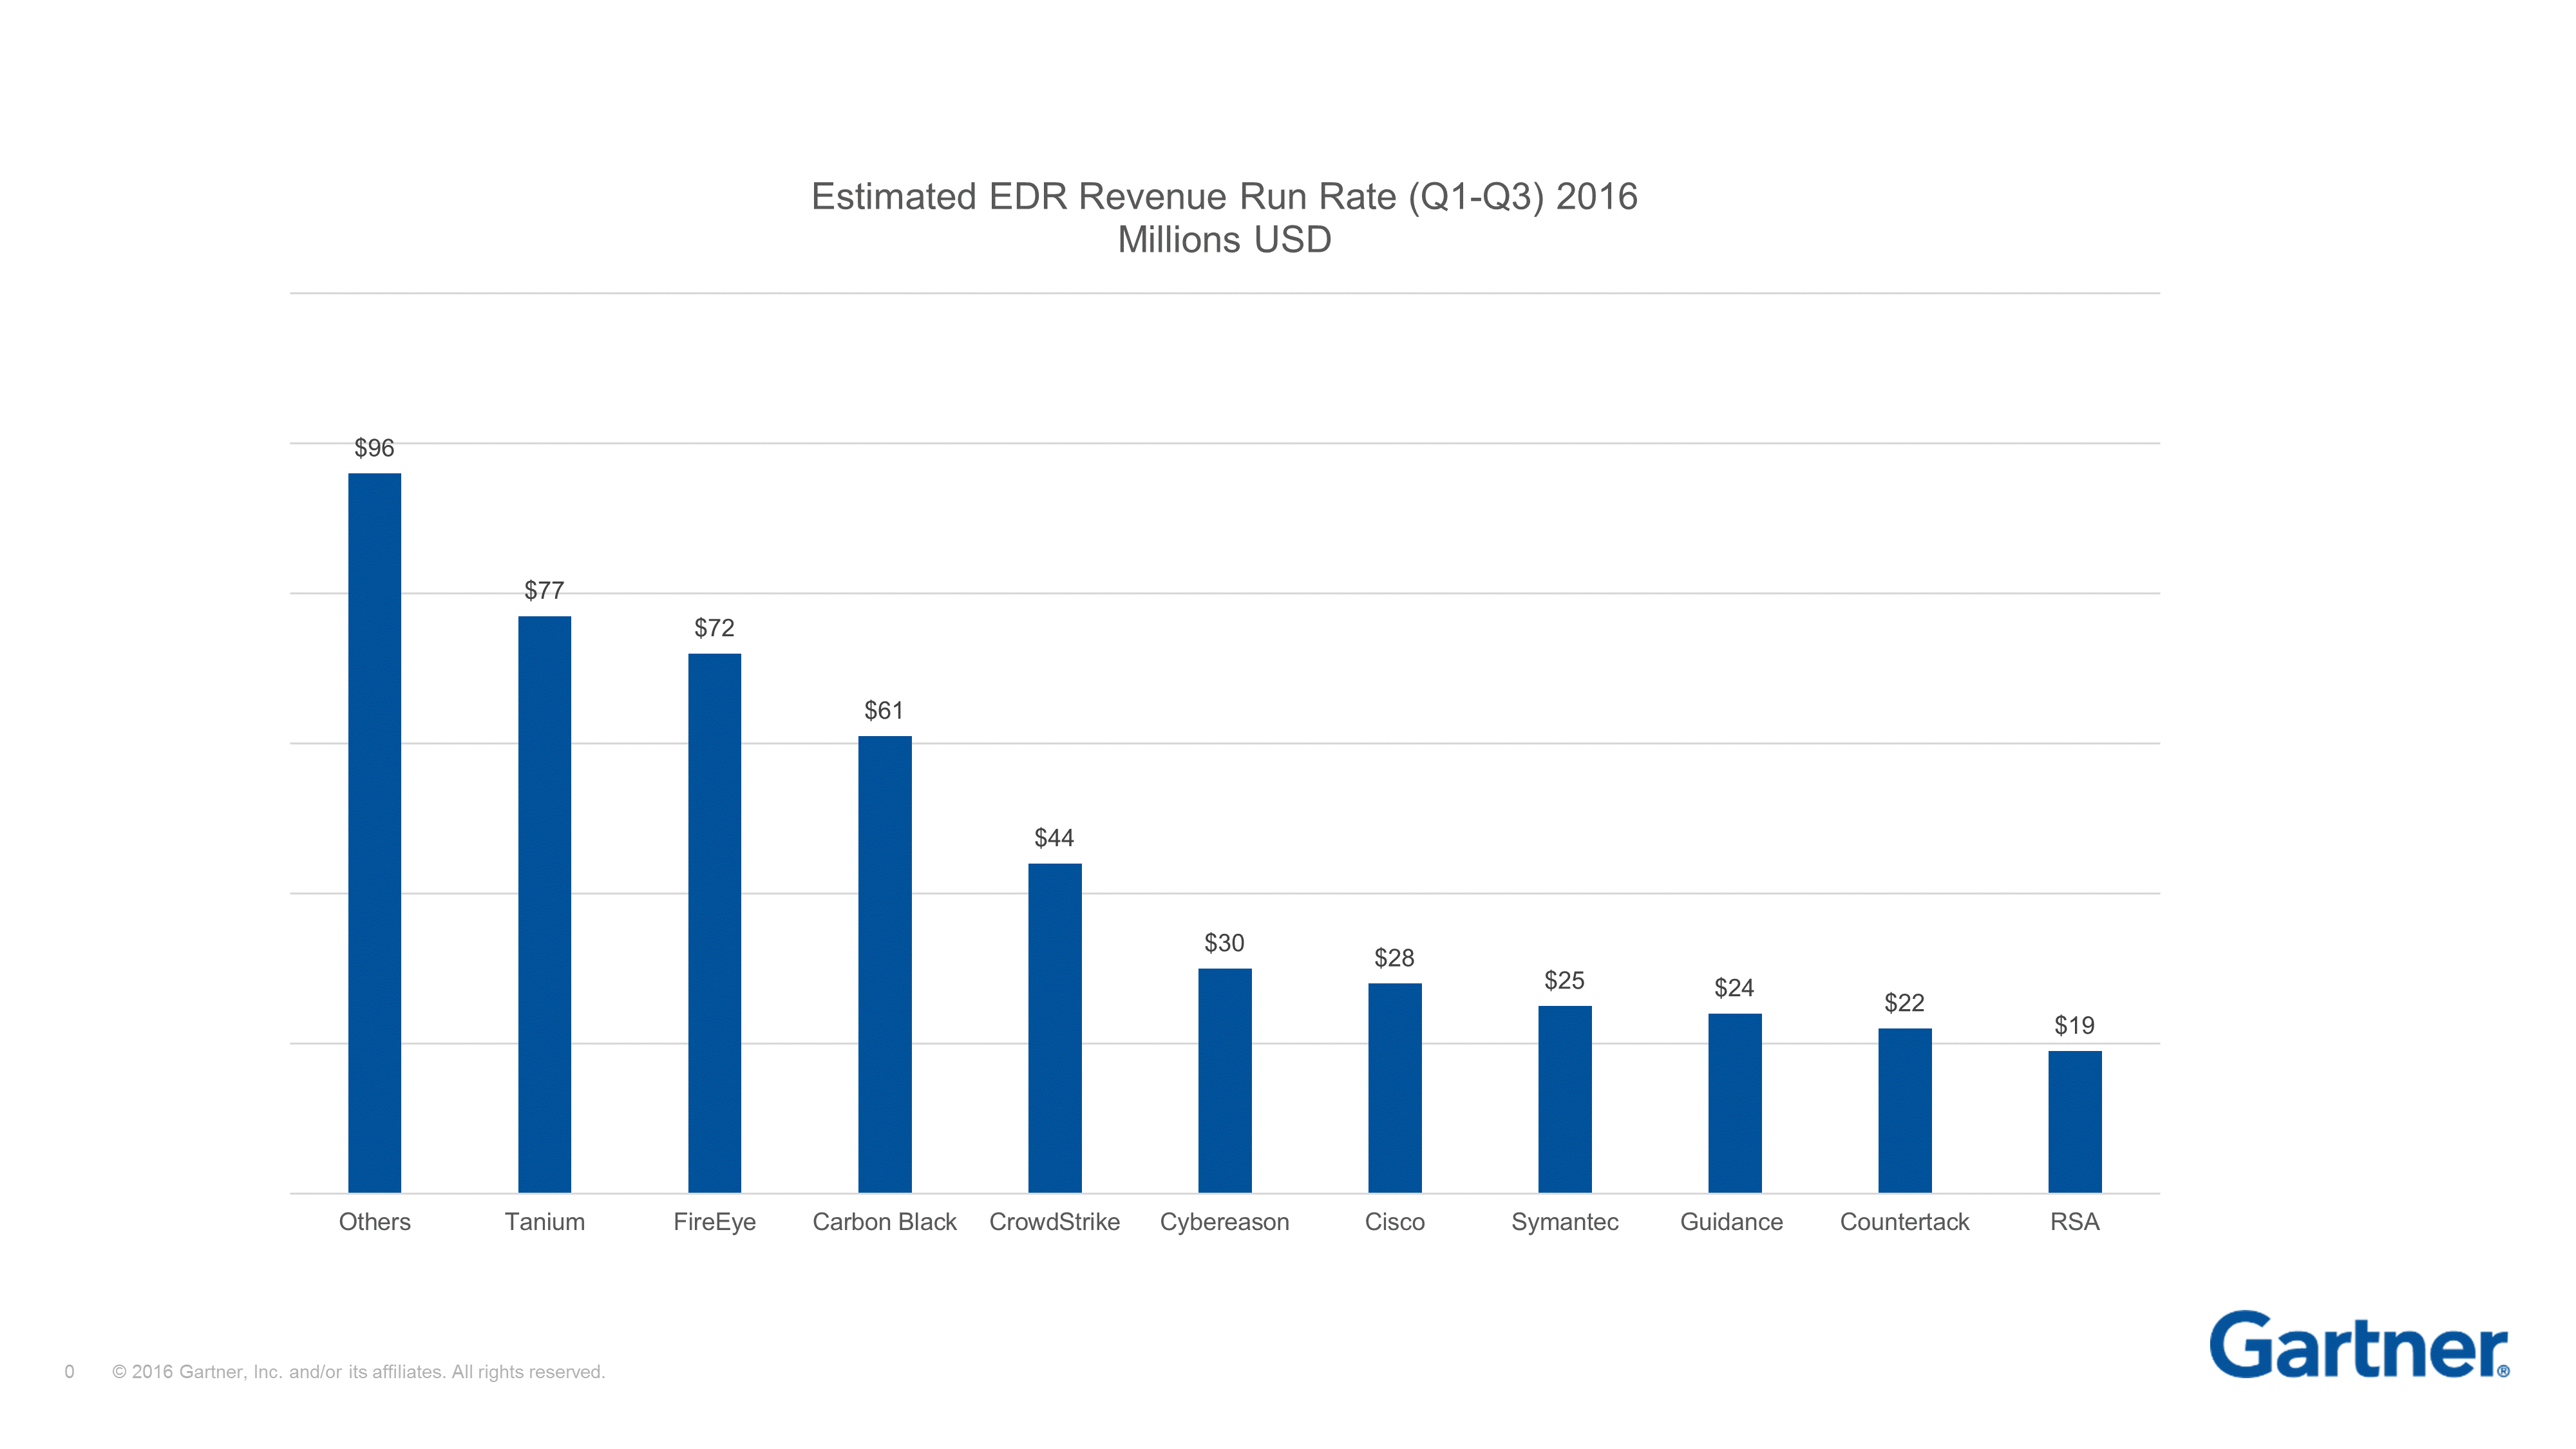 Estimated EDR Revenue Run Rate (Q1-Q3) 2016
Millions USD
$96
$77
$72
$61
$44
$30
$28
$25
$24
$22
$19
Others
Tanium
FireEye
Carbon Black
CrowdStrike
Cybereason
Cisco
Symantec
Guidance
Countertack
RSA
0 © 2016 Gartner, Inc. and/or its affiliates. All rights reserved.
Gartner®